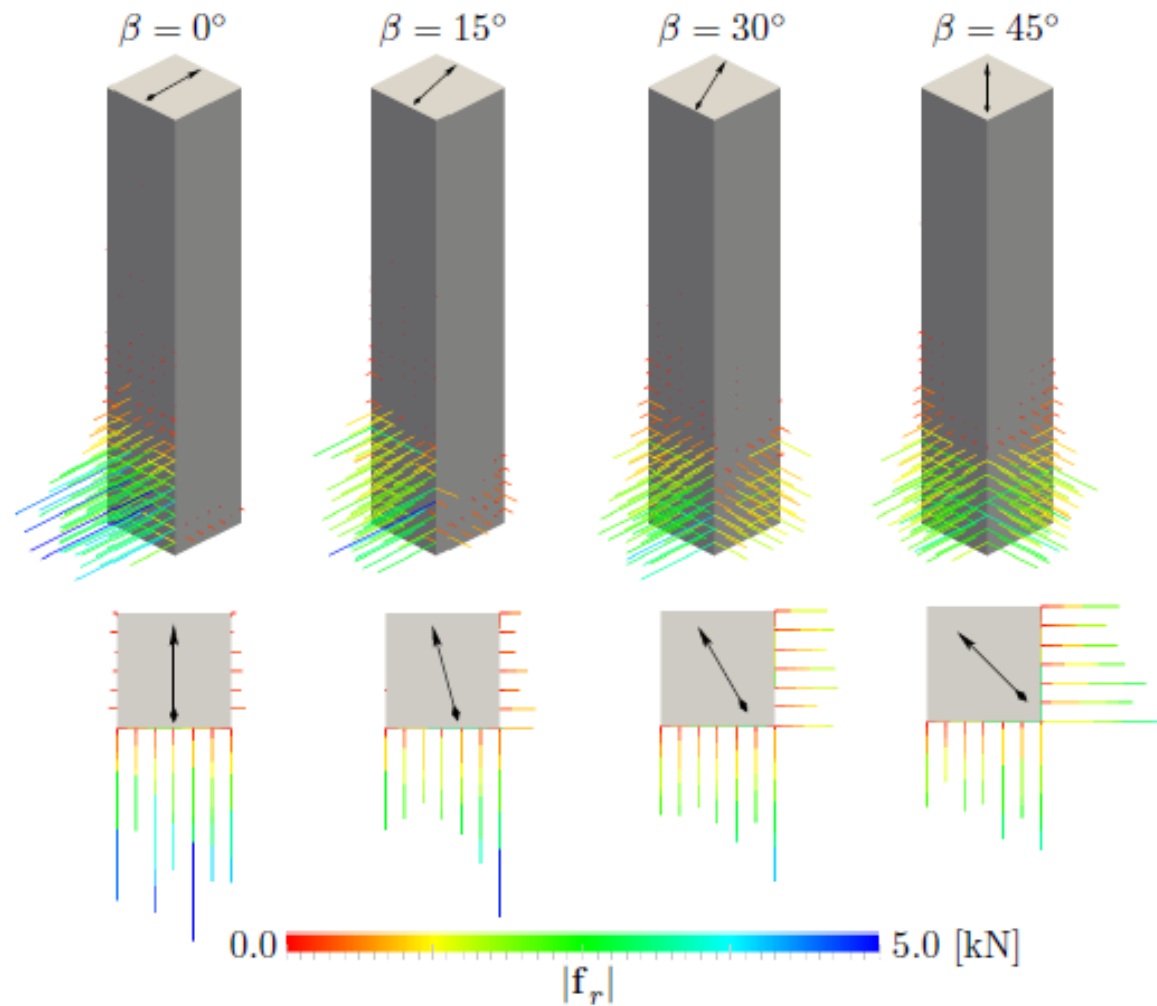 β = 0° β = 15° β = 30° β = 45°
0.0 5.0 [kN]
|f_r|